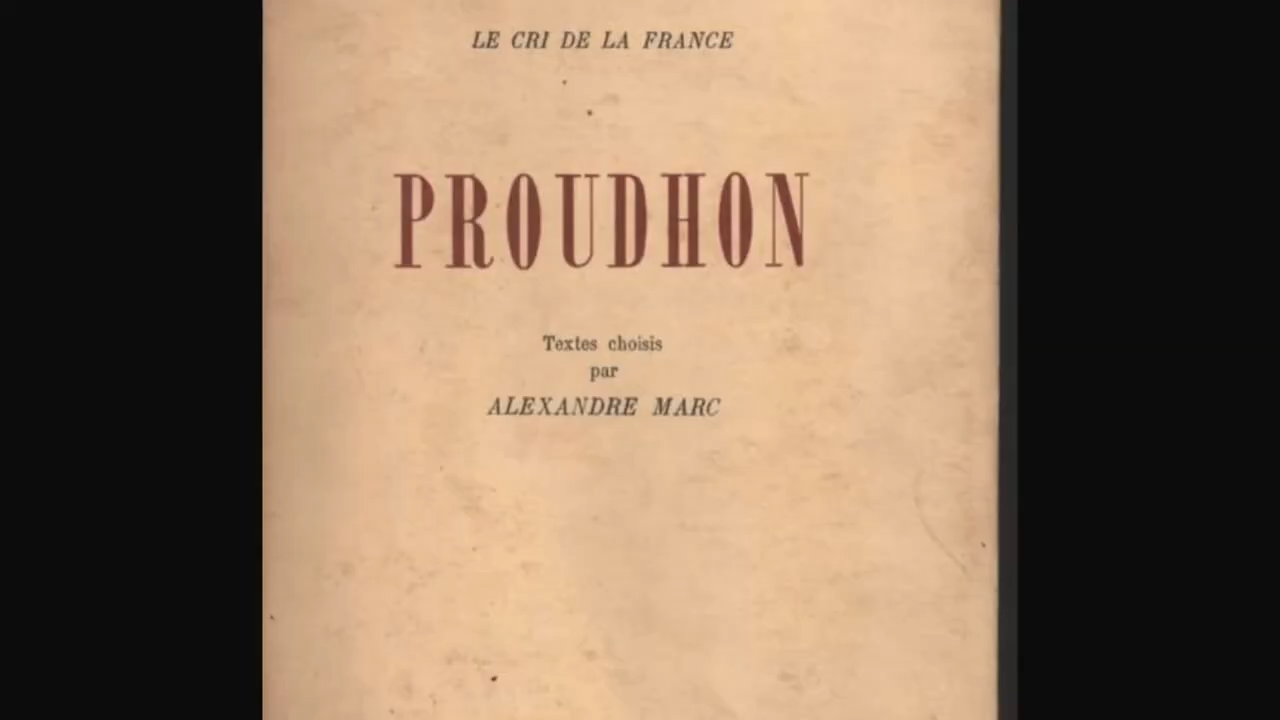 LE CRI DE LA FRANCE
PROUDHON
Textes choisis
par
ALEXANDRE MARC